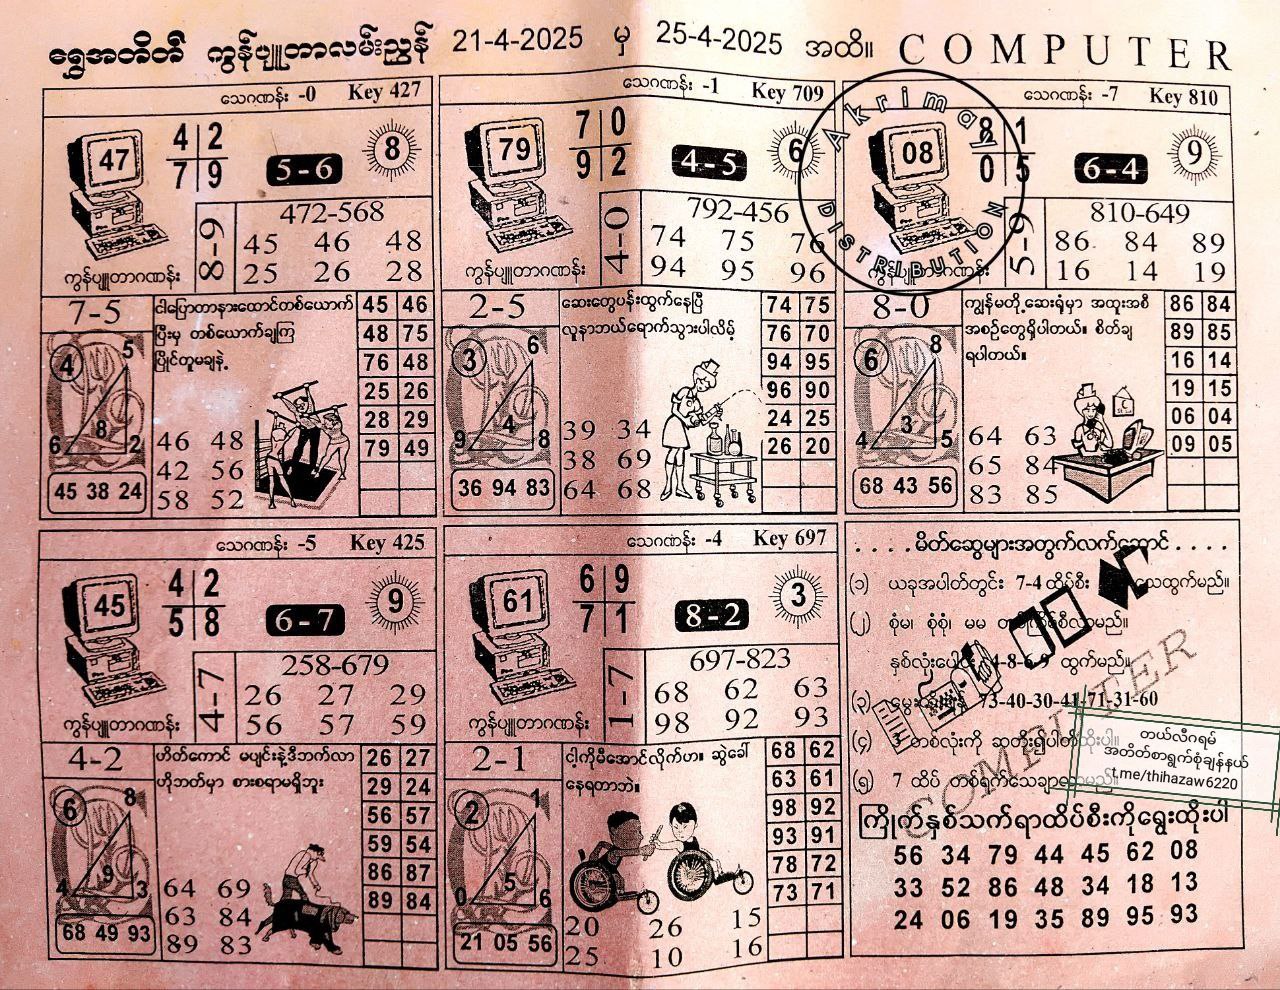 ရွှေအတိတ် ကွန်ပျူတာလမ်းညွှန် 21-4-2025 မှ 25-4-2025 အထိ။ COMPUTER
သေဂဏန်း -0 Key 427
47
4 2
7 9
5-6
8
ကွန်ပျူတာဂဏန်း
8-9
472-568
45 46 48
25 26 28
7-5
ငါပြောတာနားထောင်တစ်ယောက်
ပြီးမှ တစ်ယောက်ချကြ
ပြိုင်တူမချနဲ့
4 5
8
6 2
45 38 24
46 48
42 56
58 52
45 46
48 75
76 48
25 26
28 29
79 49
သေဂဏန်း -1 Key 709
79
7 0
9 2
4-5
6
ကွန်ပျူတာဂဏန်း
4-0
792-456
74 75 76
94 95 96
2-5
ဆေးတွေပန်းထွက်နေပြီ
လူနာဘယ်ရောက်သွားပါလိမ့်
3 6
4
9 8
36 94 83
39 34
38 69
64 68
74 75
76 70
94 95
96 90
24 25
26 20
သေဂဏန်း -7 Key 810
08
8 1
0 5
6-4
9
Akrima
DISTRIBUTION
ကွန်ပျူတာဂဏန်း
5-9
810-649
86 84 89
16 14 19
8-0
ကျွန်မတို့ဆေးရုံမှာ အထူးအစီ
အစဉ်တွေရှိပါတယ်။ စိတ်ချ
ရပါတယ်။
6 8
3
4 5
68 43 56
64 63
65 84
83 85
86 84
89 85
16 14
19 15
06 04
09 05
သေဂဏန်း -5 Key 425
45
4 2
5 8
6-7
9
ကွန်ပျူတာဂဏန်း
4-7
258-679
26 27 29
56 57 59
4-2
ဟိတ်ကောင် မပျင်းနဲ့ဒီဘက်လာ
ဟိုဘတ်မှာ စားစရာမရှိဘူး
6 8
9
4 3
68 49 93
64 69
63 84
89 83
26 27
29 24
56 57
59 54
86 87
89 84
သေဂဏန်း -4 Key 697
61
6 9
7 1
8-2
3
ကွန်ပျူတာဂဏန်း
1-7
697-823
68 62 63
98 92 93
2-1
ငါ့ကိုမီအောင်လိုက်ဟ။ ဆွဲခေါ်
နေရတာဘဲ။
2 1
5
0 6
21 05 56
20 26 15
25 10 16
68 62
63 61
98 92
93 91
78 72
73 71
. . . . မိတ်ဆွေများအတွက်လက်ဆောင် . . . .
(၁) ယခုအပါတ်တွင်း 7-4 ထိပ်စီး
(၂) စုံမ၊ စုံစုံ၊ မမ
နှစ်လုံးပေါင်း 4-8-6-9 ထွက်မည်။
(၃) 73-40-30-41-71-31-60
(၄) တစ်လုံးကို ဆတိုး၍ပါတ်ထိုးပါ။
(၅) 7 ထိပ် တစ်ရက်သေချာလာမည်။
COMPUTER
တယ်လီဂရမ်
အတိတ်စာရွက်စုံချန်နယ်
t.me/thihazaw6220
ကြိုက်နှစ်သက်ရာထိပ်စီးကိုရွေးထိုးပါ
56 34 79 44 45 62 08
33 52 86 48 34 18 13
24 06 19 35 89 95 93